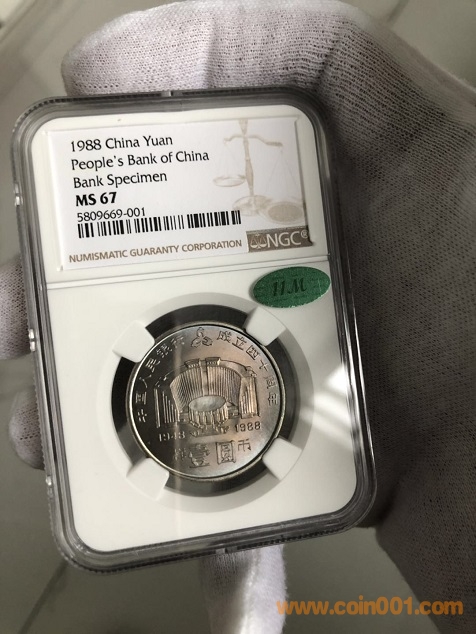 1988 China Yuan
People's Bank of China
Bank Specimen
MS 67
5809669-001
NUMISMATIC GUARANTY CORPORATION
NGC
中国人民银行 成立四十周年
1948 1988
壹圆币
www.coin001.com